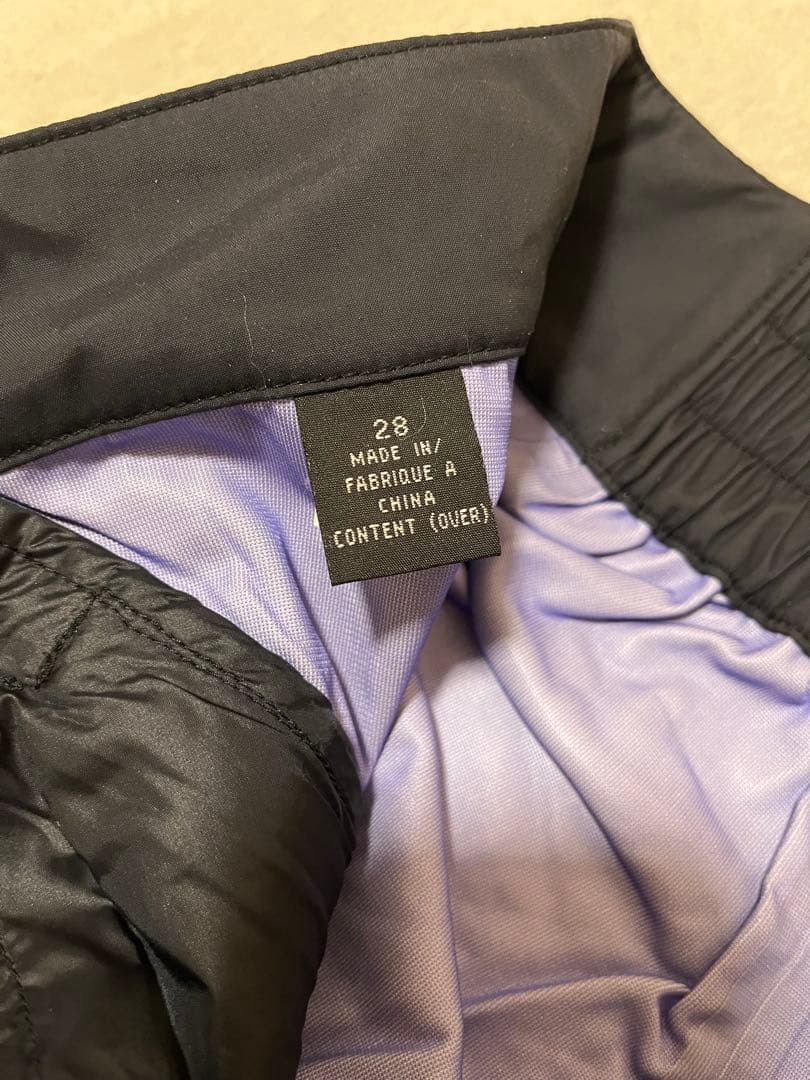 28
MADE IN/
FABRIQUE A
CHINA
CONTENT (OVER)